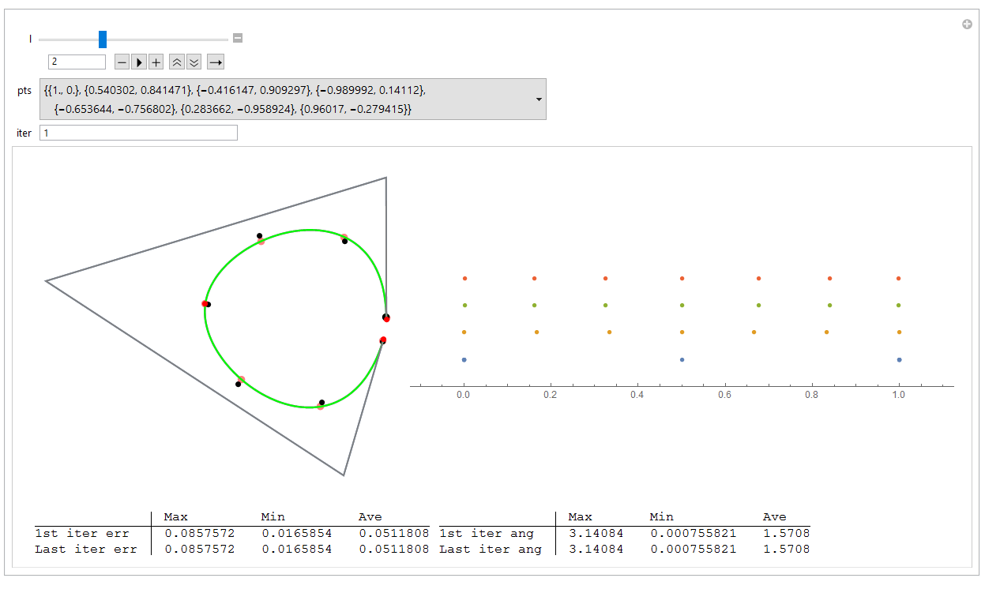 l
2
pts {{1., 0.}, {0.540302, 0.841471}, {−0.416147, 0.909297}, {−0.989992, 0.14112},
{−0.653644, −0.756802}, {0.283662, −0.958924}, {0.96017, −0.279415}}
iter 1
0.0 0.2 0.4 0.6 0.8 1.0
Max Min Ave Max Min Ave
1st iter err 0.0857572 0.0165854 0.0511808 1st iter ang 3.14084 0.000755821 1.5708
Last iter err 0.0857572 0.0165854 0.0511808 Last iter ang 3.14084 0.000755821 1.5708